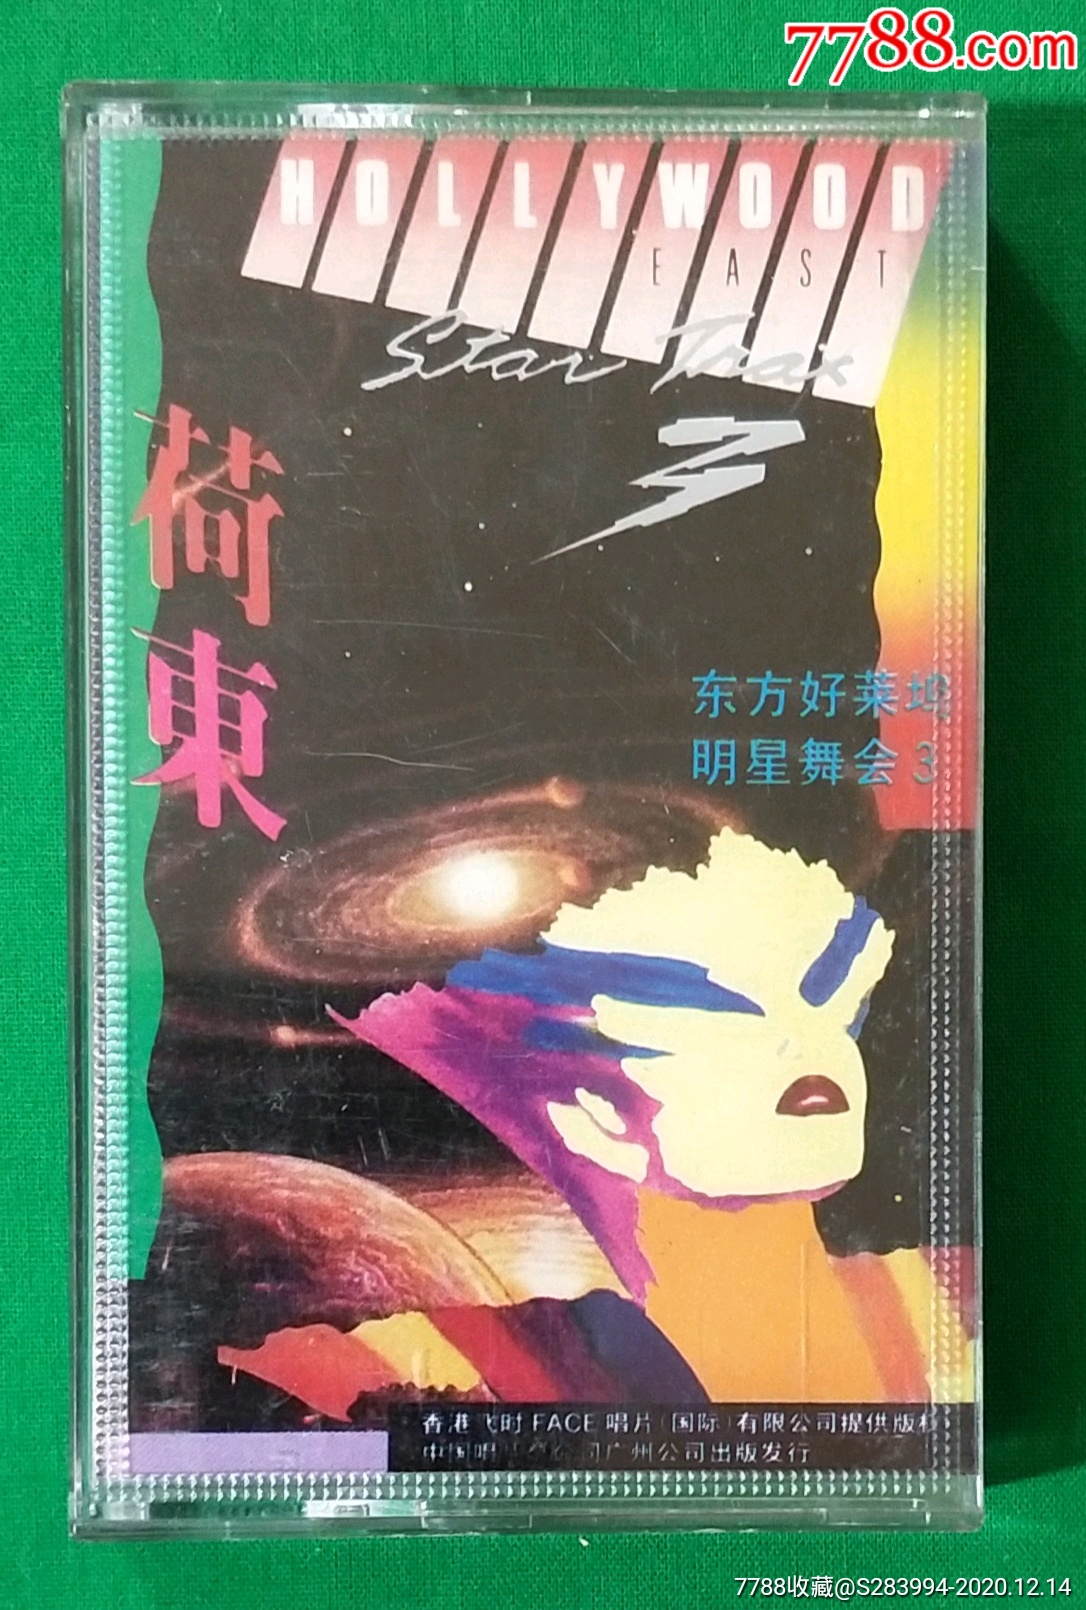 7788.com
HOLLYWOOD
EAST
Star Trax
3
荷東
东方好莱坞
明星舞会3
香港飞时FACE唱片(国际)有限公司提供版权
中国唱 公司广州公司出版发行
7788收藏@S283994-2020.12.14